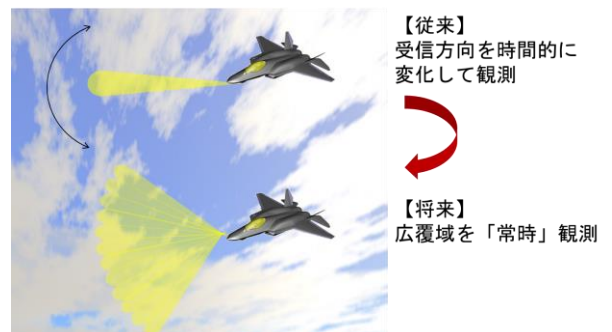 【従来】
受信方向を時間的に
変化して観測
【将来】
広覆域を「常時」観測